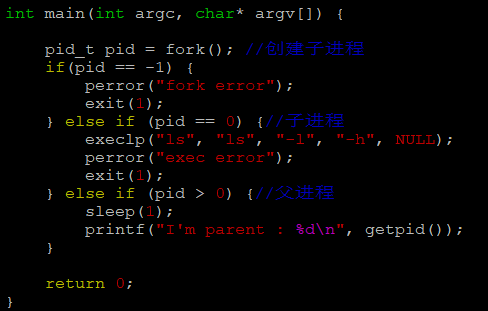 int main(int argc, char* argv[]) {
pid_t pid = fork(); //创建子进程
if(pid == -1) {
perror("fork error");
exit(1);
} else if (pid == 0) {//子进程
execlp("ls", "ls", "-l", "-h", NULL);
perror("exec error");
exit(1);
} else if (pid > 0) {//父进程
sleep(1);
printf("I'm parent : %d\n", getpid());
}
return 0;
}